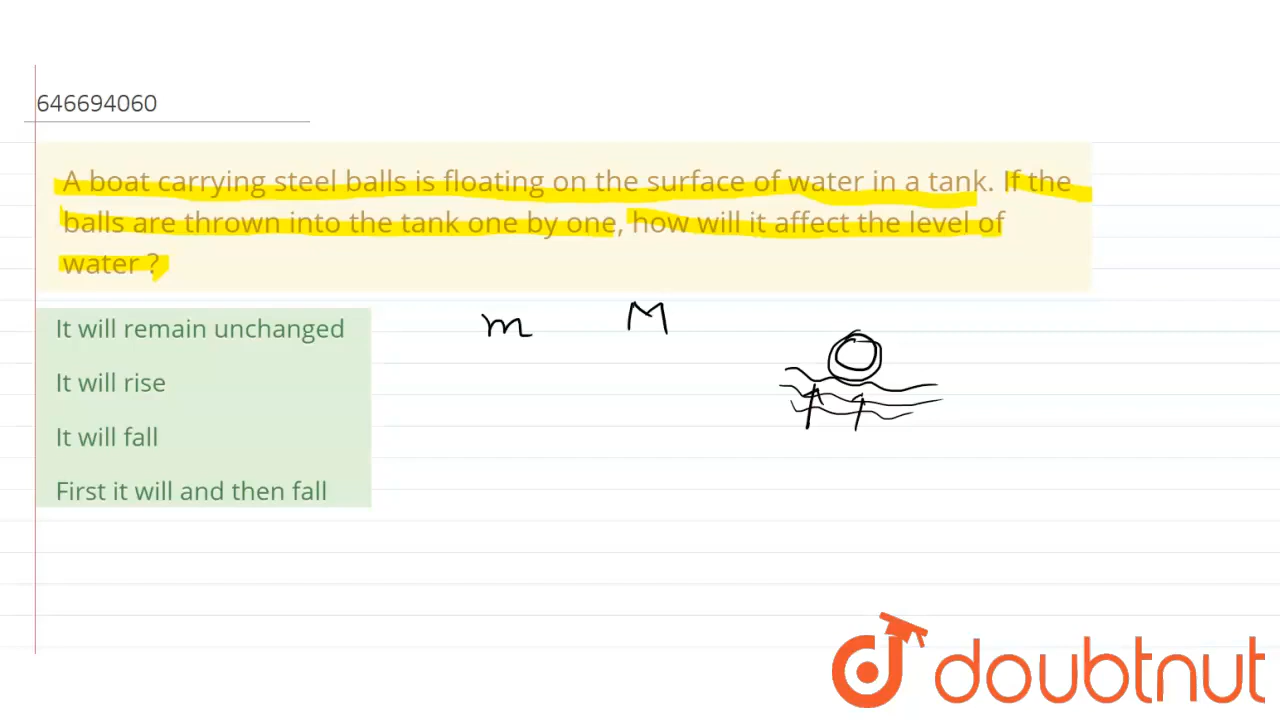 646694060
A boat carrying steel balls is floating on the surface of water in a tank. If the
balls are thrown into the tank one by one, how will it affect the level of
water ?
It will remain unchanged
m M
It will rise
It will fall
First it will and then fall
doubtnut